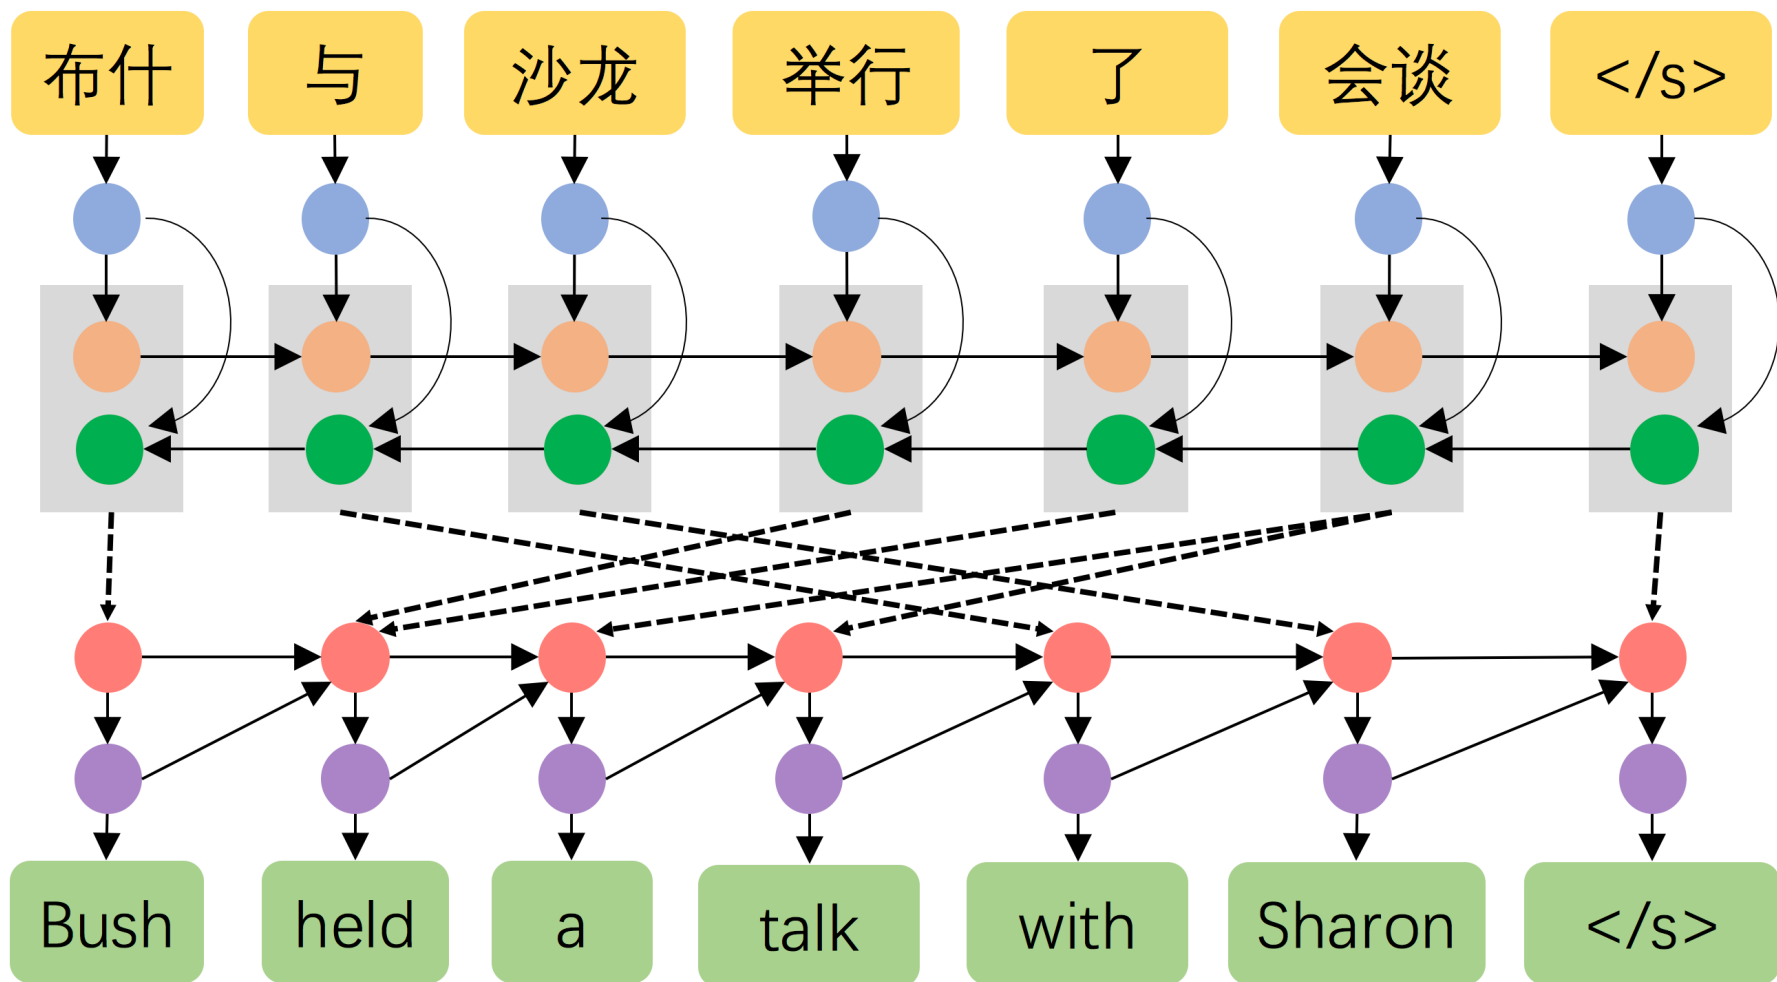 布什 与 沙龙 举行 了 会谈 </s>
Bush held a talk with Sharon </s>